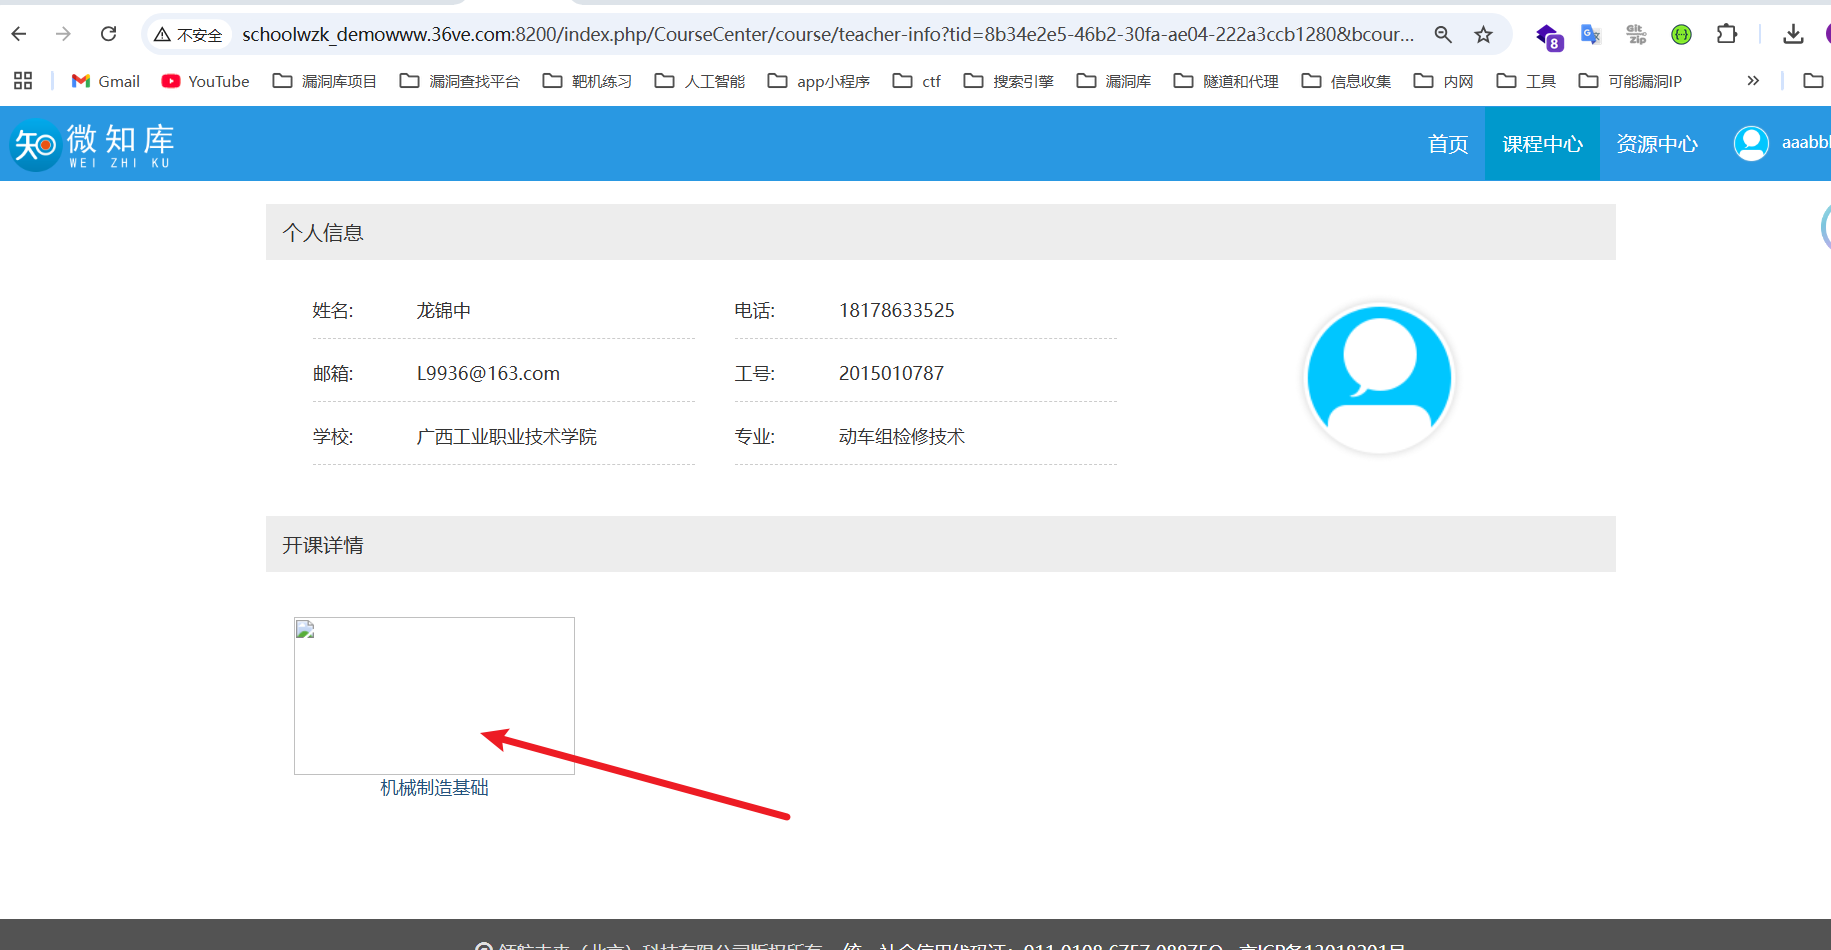 不安全 schoolwzk_demowww.36ve.com:8200/index.php/CourseCenter/course/teacher-info?tid=8b34e2e5-46b2-30fa-ae04-222a3ccb1280&bcour... 8
Gmail YouTube 漏洞库项目 漏洞查找平台 靶机练习 人工智能 app小程序 ctf 搜索引擎 漏洞库 隧道和代理 信息收集 内网 工具 可能漏洞IP
知 微知库 首页 课程中心 资源中心 aaabb
WEI ZHI KU
个人信息
姓名: 龙锦中 电话: 18178633525
邮箱: L9936@163.com 工号: 2015010787
学校: 广西工业职业技术学院 专业: 动车组检修技术
开课详情
机械制造基础